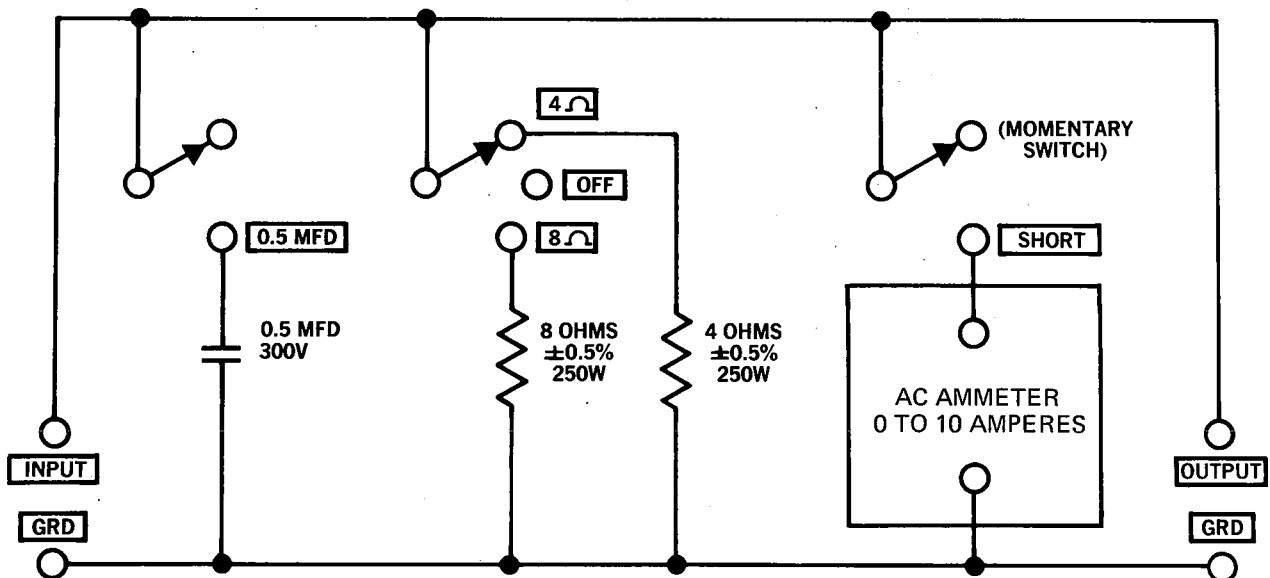 4Ω
(MOMENTARY
SWITCH)
OFF
0.5 MFD
8Ω
SHORT
0.5 MFD
300V
8 OHMS
±0.5%
250W
4 OHMS
±0.5%
250W
AC AMMETER
0 TO 10 AMPERES
INPUT
OUTPUT
GRD
GRD